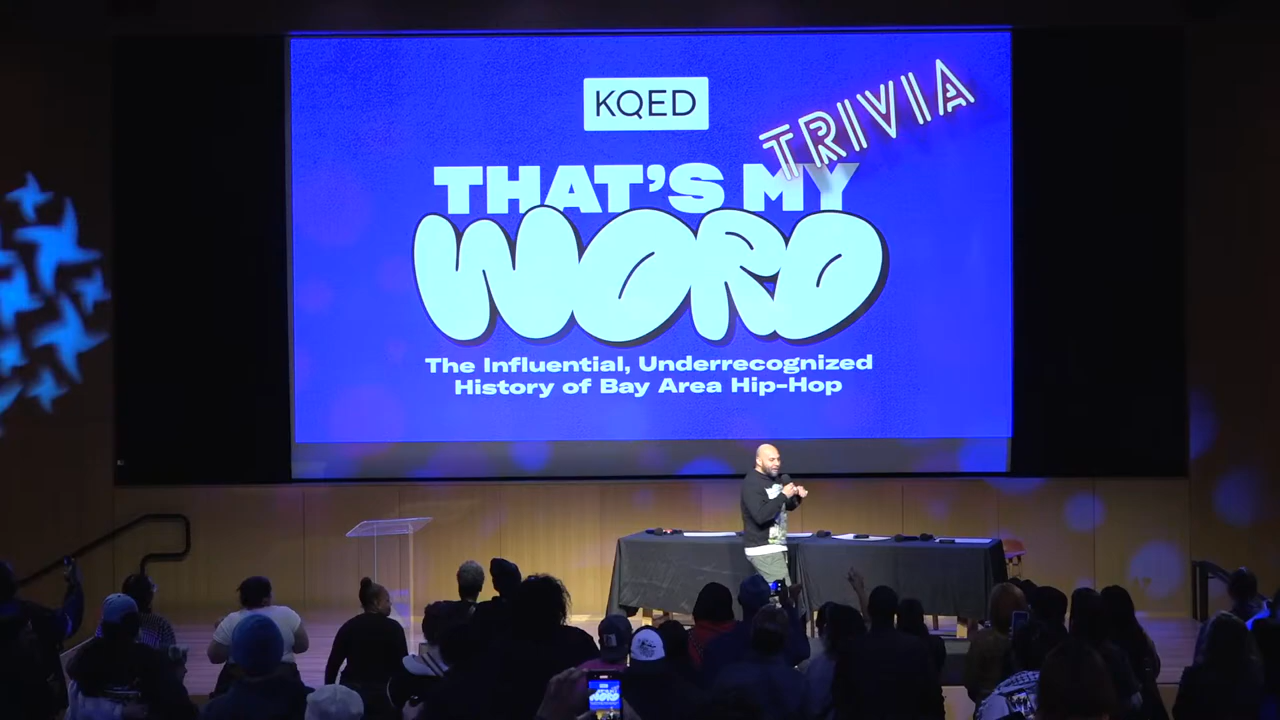 KQED
TRIVIA
THAT'S MY
WORD
The Influential, Underrecognized
History of Bay Area Hip-Hop